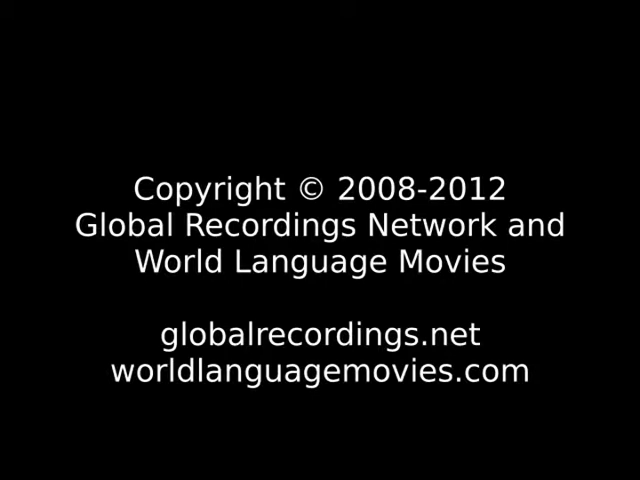 Copyright © 2008-2012
Global Recordings Network and
World Language Movies
globalrecordings.net
worldlanguagemovies.com